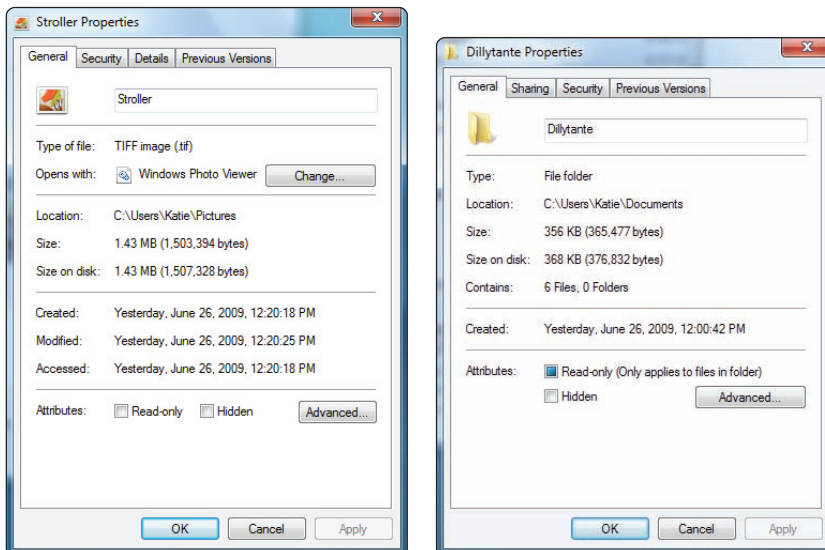 Stroller Properties
General Security Details Previous Versions
Stroller
Type of file: TIFF image (.tif)
Opens with: Windows Photo Viewer Change...
Location: C:\Users\Katie\Pictures
Size: 1.43 MB (1,503,394 bytes)
Size on disk: 1.43 MB (1,507,328 bytes)
Created: Yesterday, June 26, 2009, 12:20:18 PM
Modified: Yesterday, June 26, 2009, 12:20:25 PM
Accessed: Yesterday, June 26, 2009, 12:20:18 PM
Attributes: Read-only Hidden Advanced...
OK Cancel Apply
Dillytante Properties
General Sharing Security Previous Versions
Dillytante
Type: File folder
Location: C:\Users\Katie\Documents
Size: 356 KB (365,477 bytes)
Size on disk: 368 KB (376,832 bytes)
Contains: 6 Files, 0 Folders
Created: Yesterday, June 26, 2009, 12:00:42 PM
Attributes: Read-only (Only applies to files in folder)
Hidden Advanced...
OK Cancel Apply